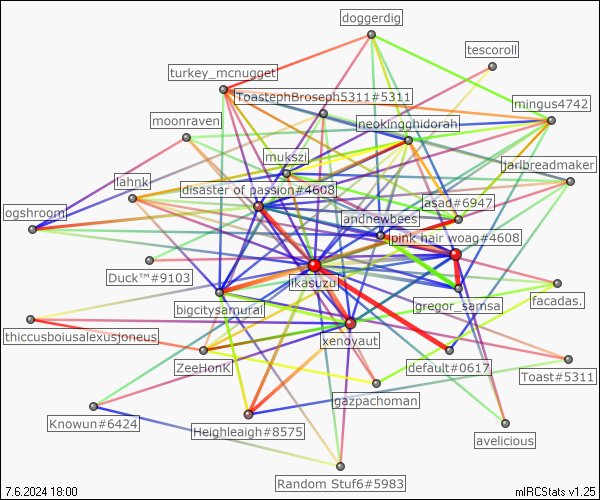 doggerdig
tescoroll
turkey_mcnugget
ToastephBroseph5311#5311
mingus4742
moonraven
neokingghidorah
mukszi
jarlbreadmaker
lahnk
disaster of passion#4608
asad#6947
ogshroom
andnewbees
pink hair woag#4608
Duck™#9103
ikasuzu
bigcitysamurai
gregor_samsa
facadas.
thiccusboiusalexusjoneus
xenoyaut
ZeeHonK
default#0617
Toast#5311
gazpachoman
Knowun#6424
Heighleaigh#8575
avelicious
Random Stuf6#5983
7.6.2024 18:00
mIRCStats v1.25